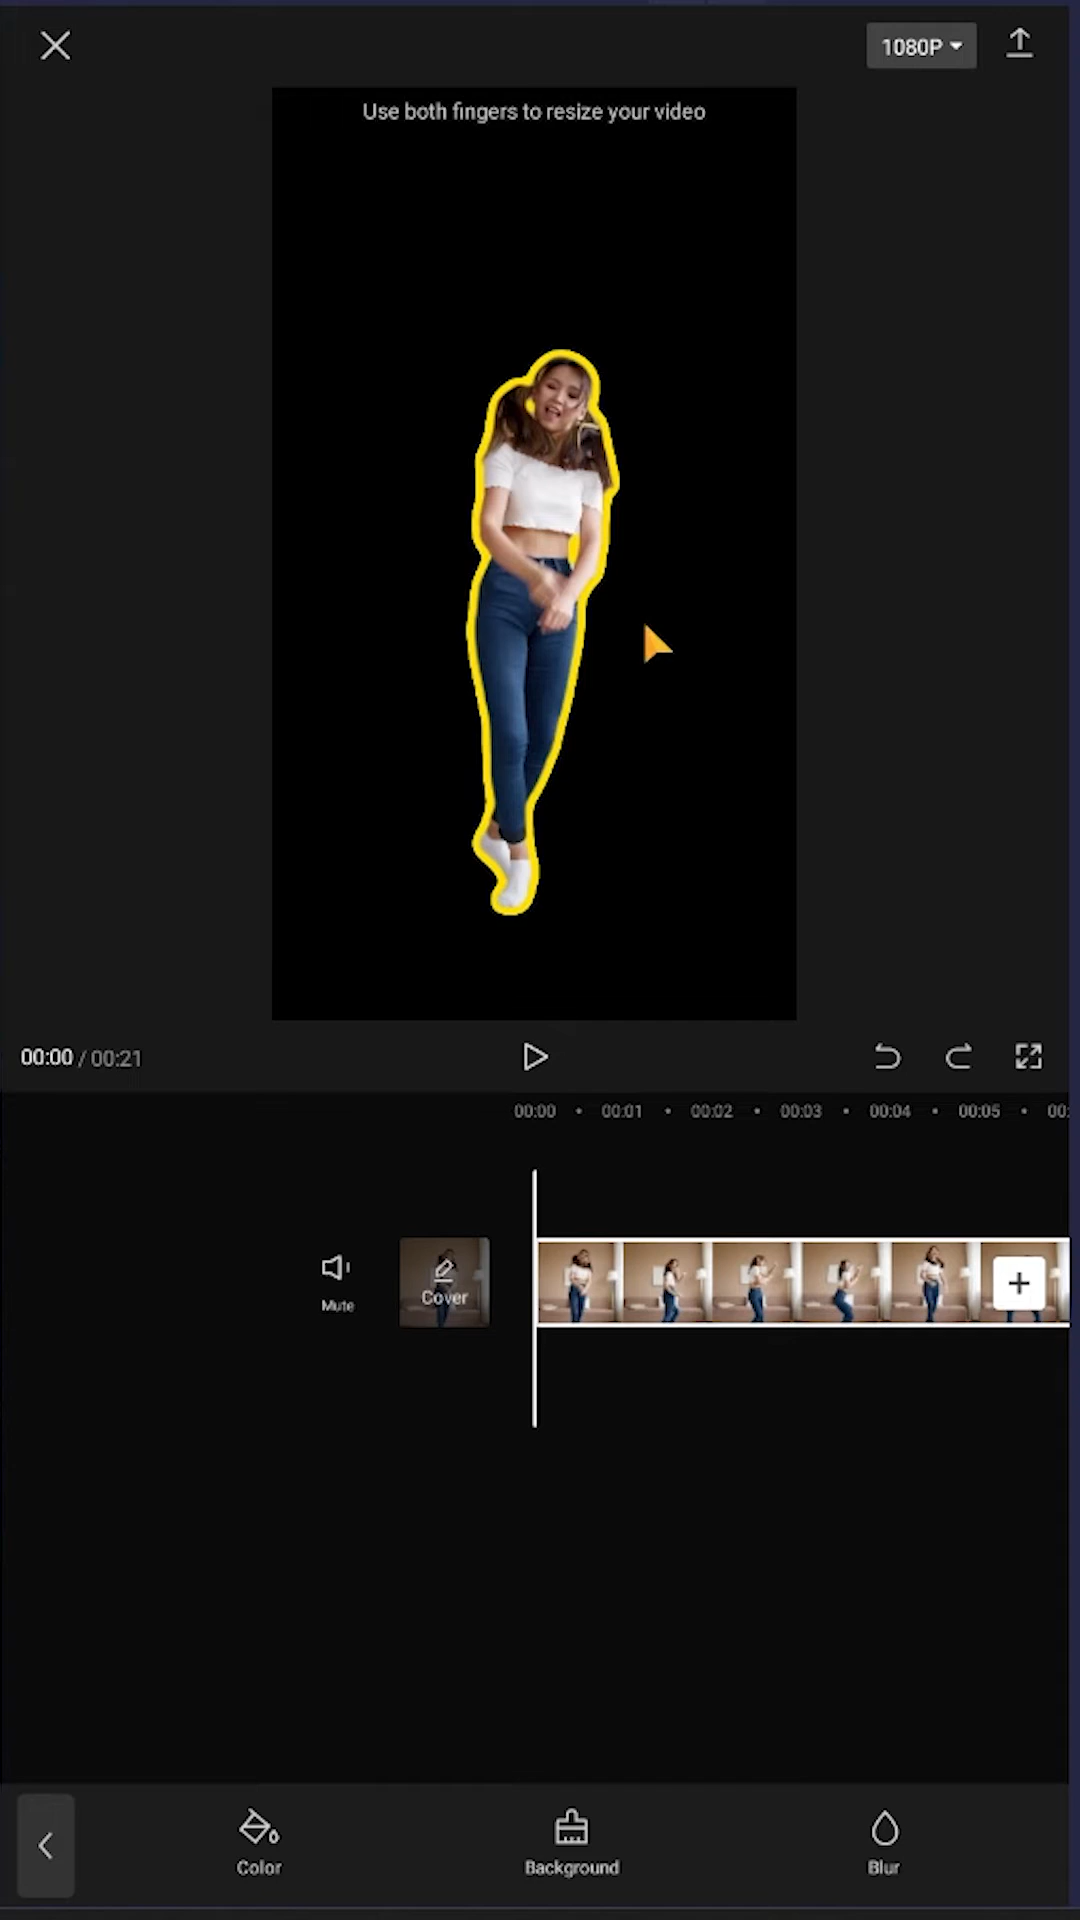 1080P
Use both fingers to resize your video
00:00 / 00:21
00:00 00:01 00:02 00:03 00:04 00:05 00:
Mute
Cover
Color
Background
Blur